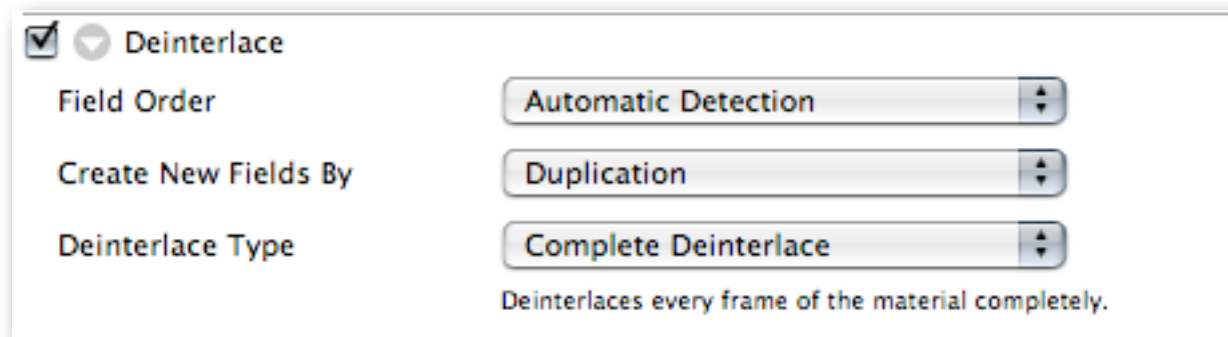 Deinterlace
Field Order Automatic Detection
Create New Fields By Duplication
Deinterlace Type Complete Deinterlace
Deinterlaces every frame of the material completely.